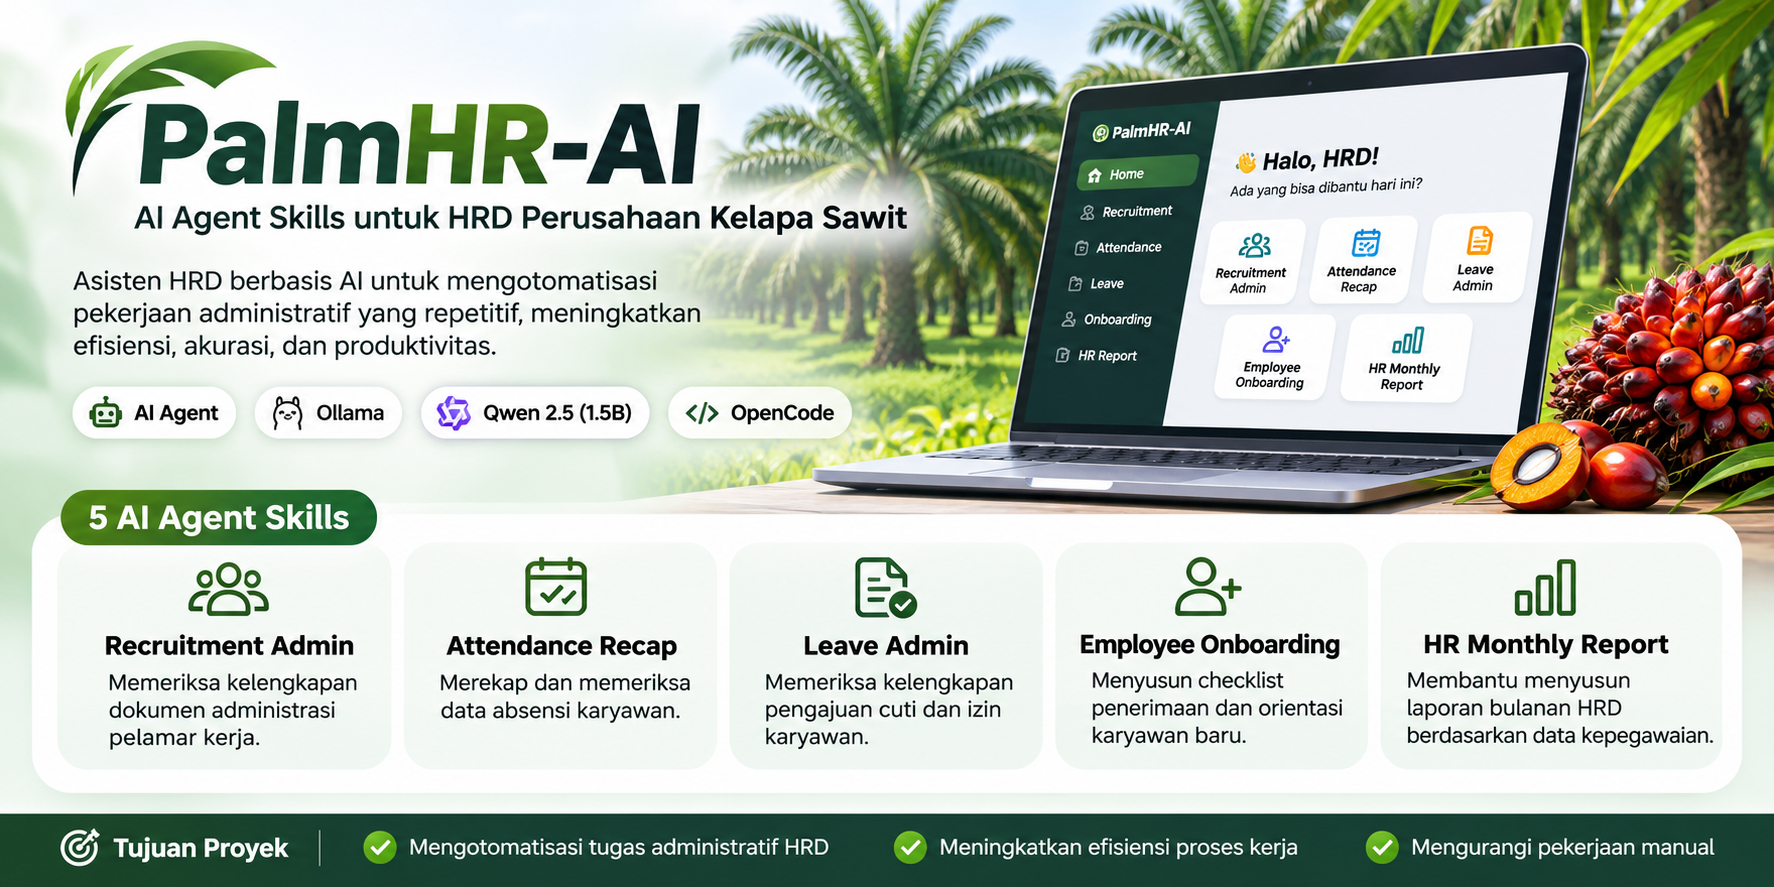 PalmHR-AI
AI Agent Skills untuk HRD Perusahaan Kelapa Sawit
Asisten HRD berbasis AI untuk mengotomatisasi
pekerjaan administratif yang repetitif, meningkatkan
efisiensi, akurasi, dan produktivitas.
AI Agent
Ollama
Qwen 2.5 (1.5B)
OpenCode
PalmHR-AI
Home
Recruitment
Attendance
Leave
Onboarding
HR Report
👋 Halo, HRD!
Ada yang bisa dibantu hari ini?
Recruitment
Admin
Attendance
Recap
Leave
Admin
Employee
Onboarding
HR Monthly
Report
5 AI Agent Skills
Recruitment Admin
Memeriksa kelengkapan
dokumen administrasi
pelamar kerja.
Attendance Recap
Merekap dan memeriksa
data absensi karyawan.
Leave Admin
Memeriksa kelengkapan
pengajuan cuti dan izin
karyawan.
Employee Onboarding
Menyusun checklist
penerimaan dan orientasi
karyawan baru.
HR Monthly Report
Membantu menyusun
laporan bulanan HRD
berdasarkan data kepegawaian.
Tujuan Proyek
Mengotomatisasi tugas administratif HRD
Meningkatkan efisiensi proses kerja
Mengurangi pekerjaan manual